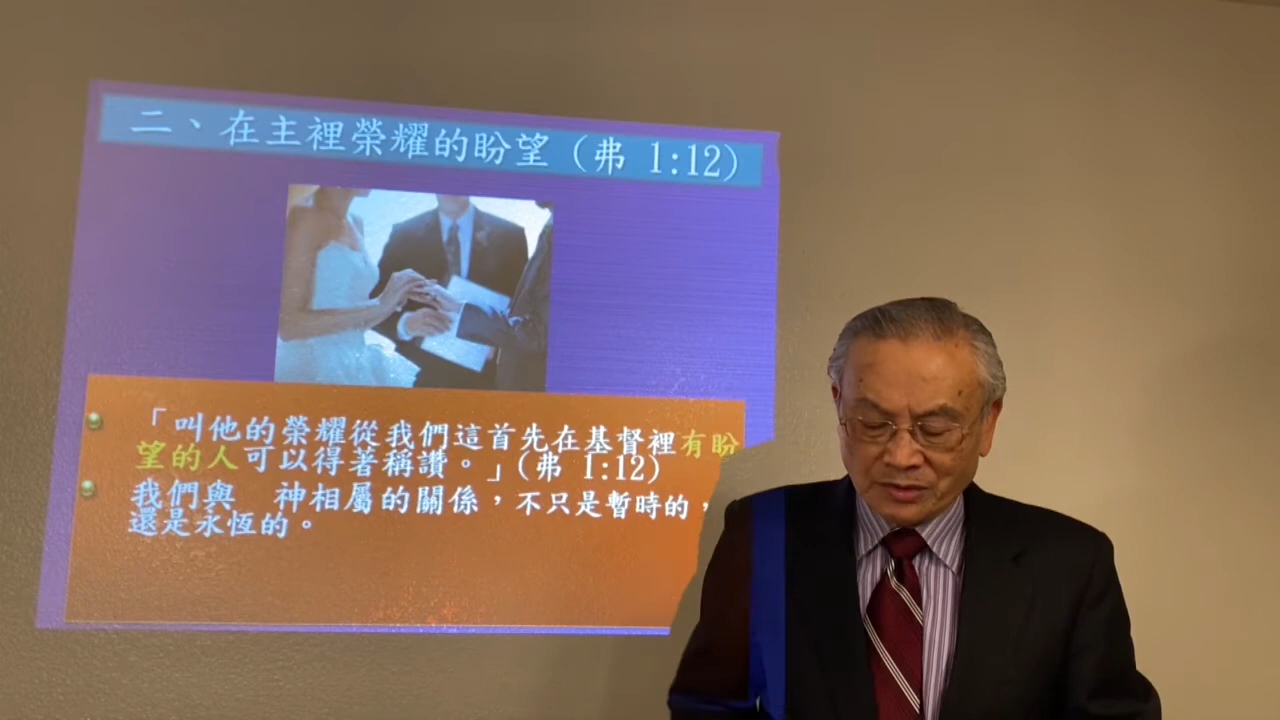 二、在主裡榮耀的盼望（弗 1:12）
「叫他的榮耀從我們這首先在基督裡有盼
望的人可以得著稱讚。」（弗 1:12）
我們與　神相屬的關係，不只是暫時的，
還是永恆的。